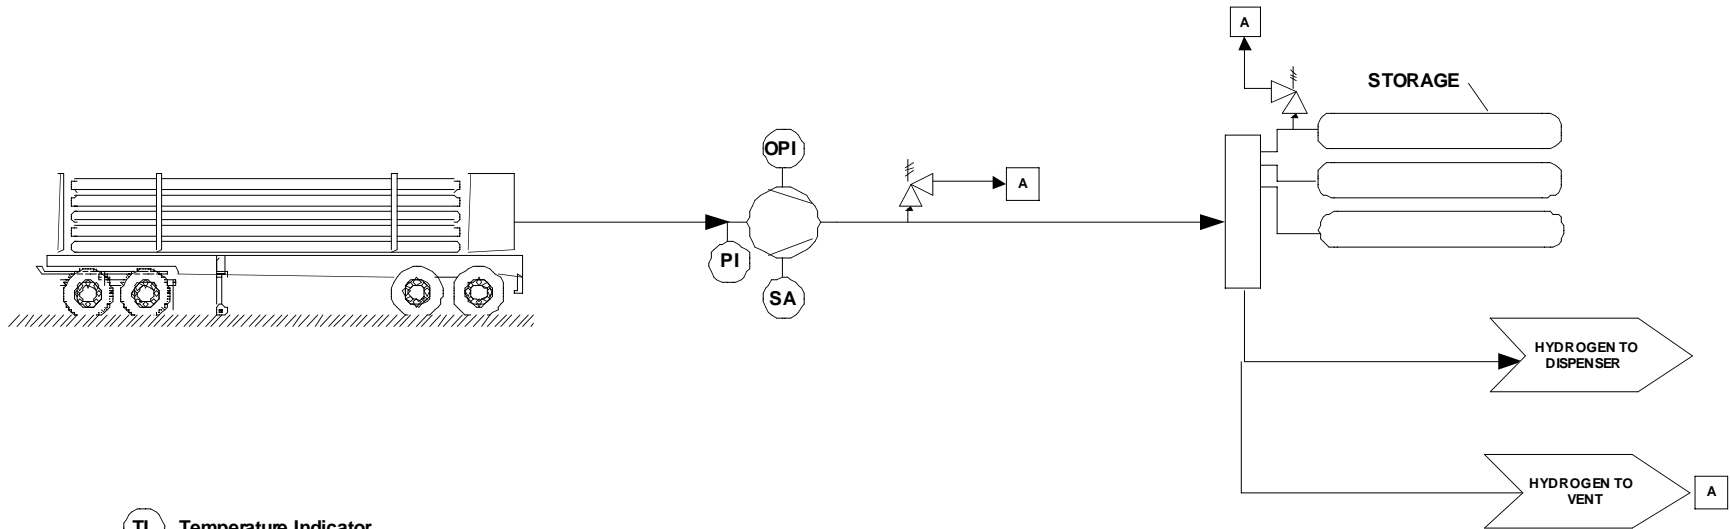 A
STORAGE
OPI
A
PI
SA
HYDROGEN TO
DISPENSER
HYDROGEN TO
VENT
A
TI Temperature Indicator